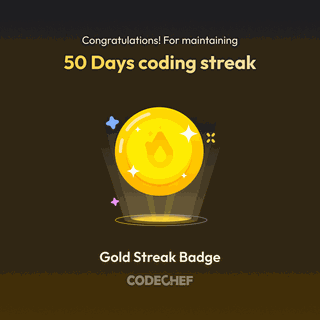 Congratulations! For maintaining
50 Days coding streak
Gold Streak Badge
CODECHEF